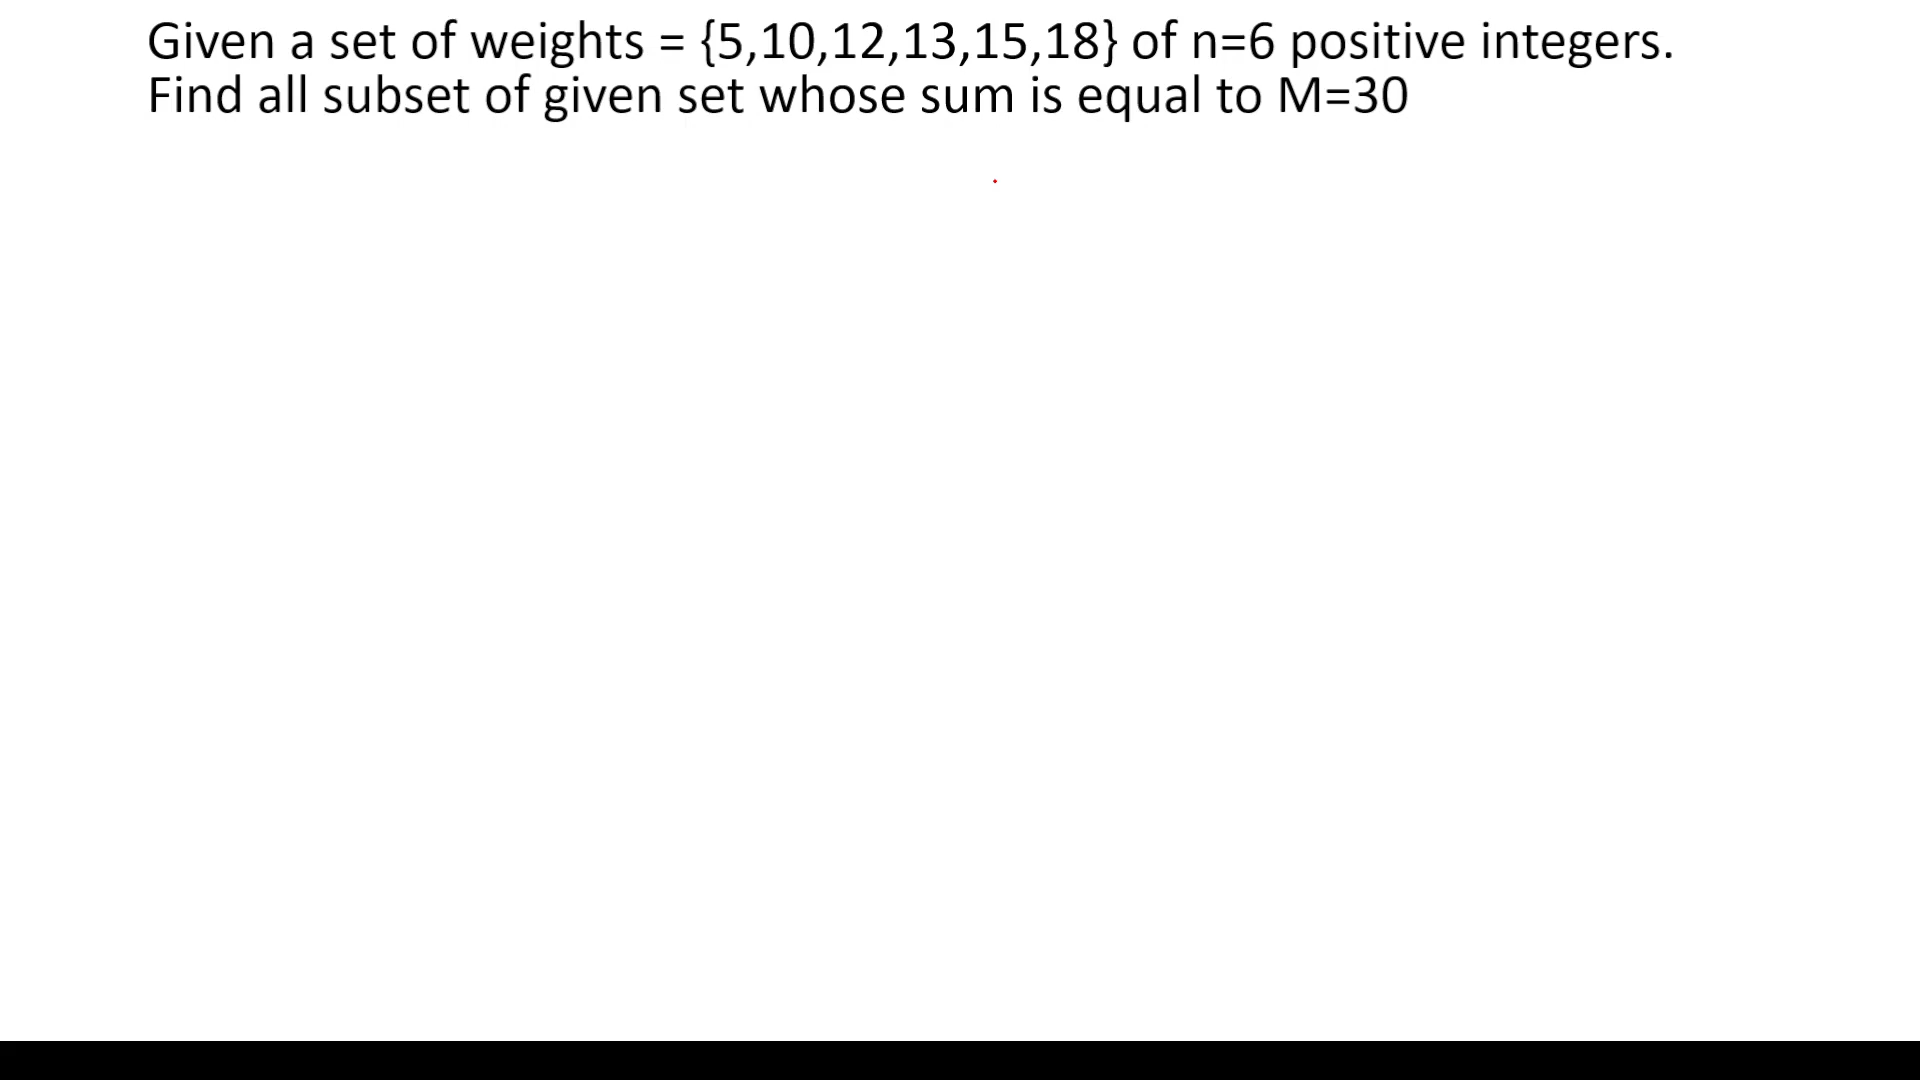 Given a set of weights = {5,10,12,13,15,18} of n=6 positive integers.
Find all subset of given set whose sum is equal to M=30